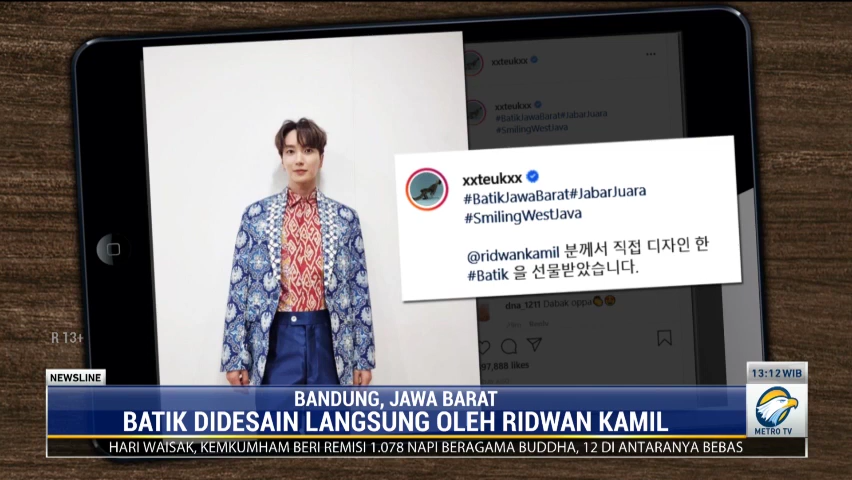 xxteukxx
xxteukxx
#BatikJawaBarat#JabarJuara
#SmilingWestJava
xxteukxx
#BatikJawaBarat#JabarJuara
#SmilingWestJava
@ridwankamil 분께서 직접 디자인 한
#Batik 을 선물받았습니다.
dna_1211 Dabak oppa
97,888 likes
R 13+
NEWSLINE
13:12 WIB
BANDUNG, JAWA BARAT
BATIK DIDESAIN LANGSUNG OLEH RIDWAN KAMIL
METRO TV
HARI WAISAK, KEMKUMHAM BERI REMISI 1.078 NAPI BERAGAMA BUDDHA, 12 DI ANTARANYA BEBAS